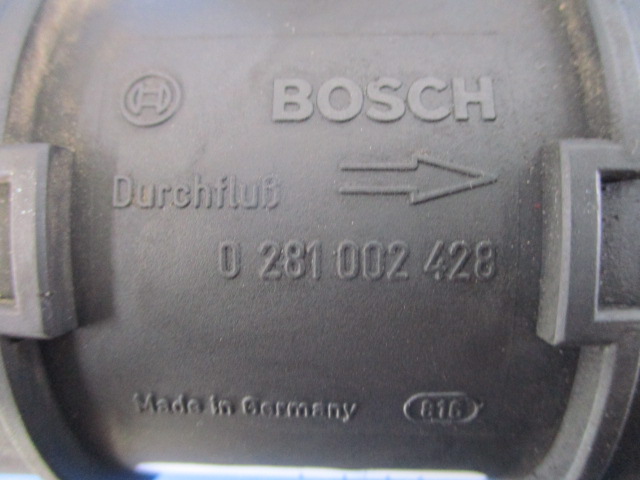 BOSCH
Durchfluß
0 281 002 428
Made in Germany 816